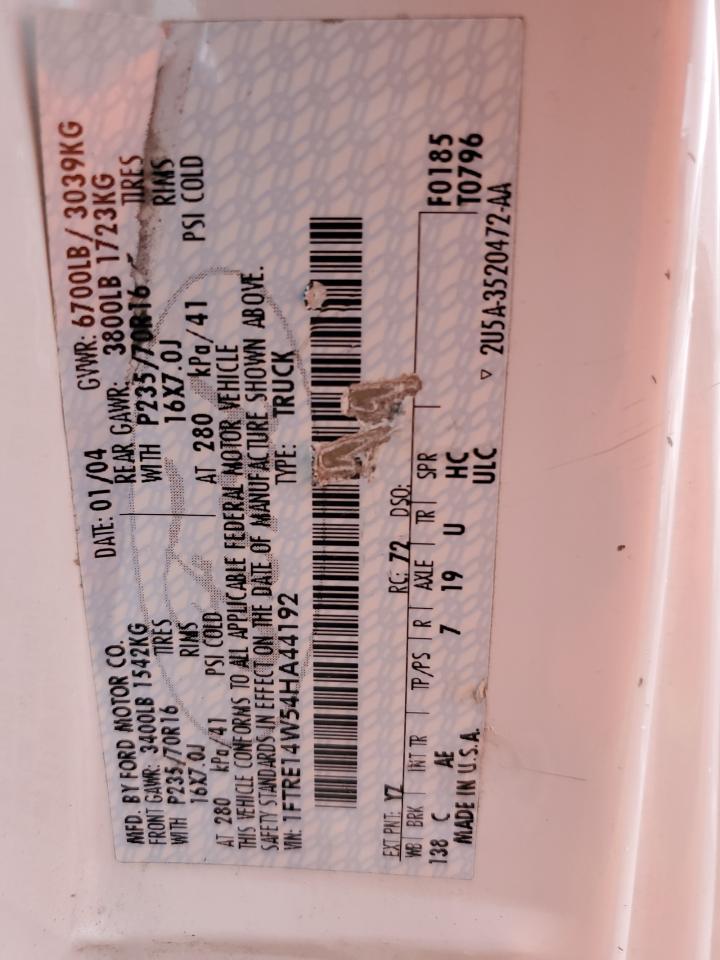 MFD. BY FORD MOTOR CO.
DATE: 01/04 GVWR: 6700LB / 3039KG
FRONT GAWR: 3400LB 1542KG REAR GAWR: 3800LB 1723KG
WITH P235/70R16 TIRES WITH P235/70R16 TIRES
16X7.0J RIMS 16X7.0J RIMS
AT 280 kPa/41 PSI COLD AT 280 kPa/41 PSI COLD
THIS VEHICLE CONFORMS TO ALL APPLICABLE FEDERAL MOTOR VEHICLE
SAFETY STANDARDS IN EFFECT ON THE DATE OF MANUFACTURE SHOWN ABOVE.
VIN: 1FTRE14W54HA44192 TYPE: TRUCK
EXT PNT: YZ RC: 72 DSO: F0185
WB BRK INT TR TP/PS R AXLE TR SPR T0796
138 C AE 7 19 U HC
MADE IN U.S.A. ULC ▽ 2U5A-3520472-AA